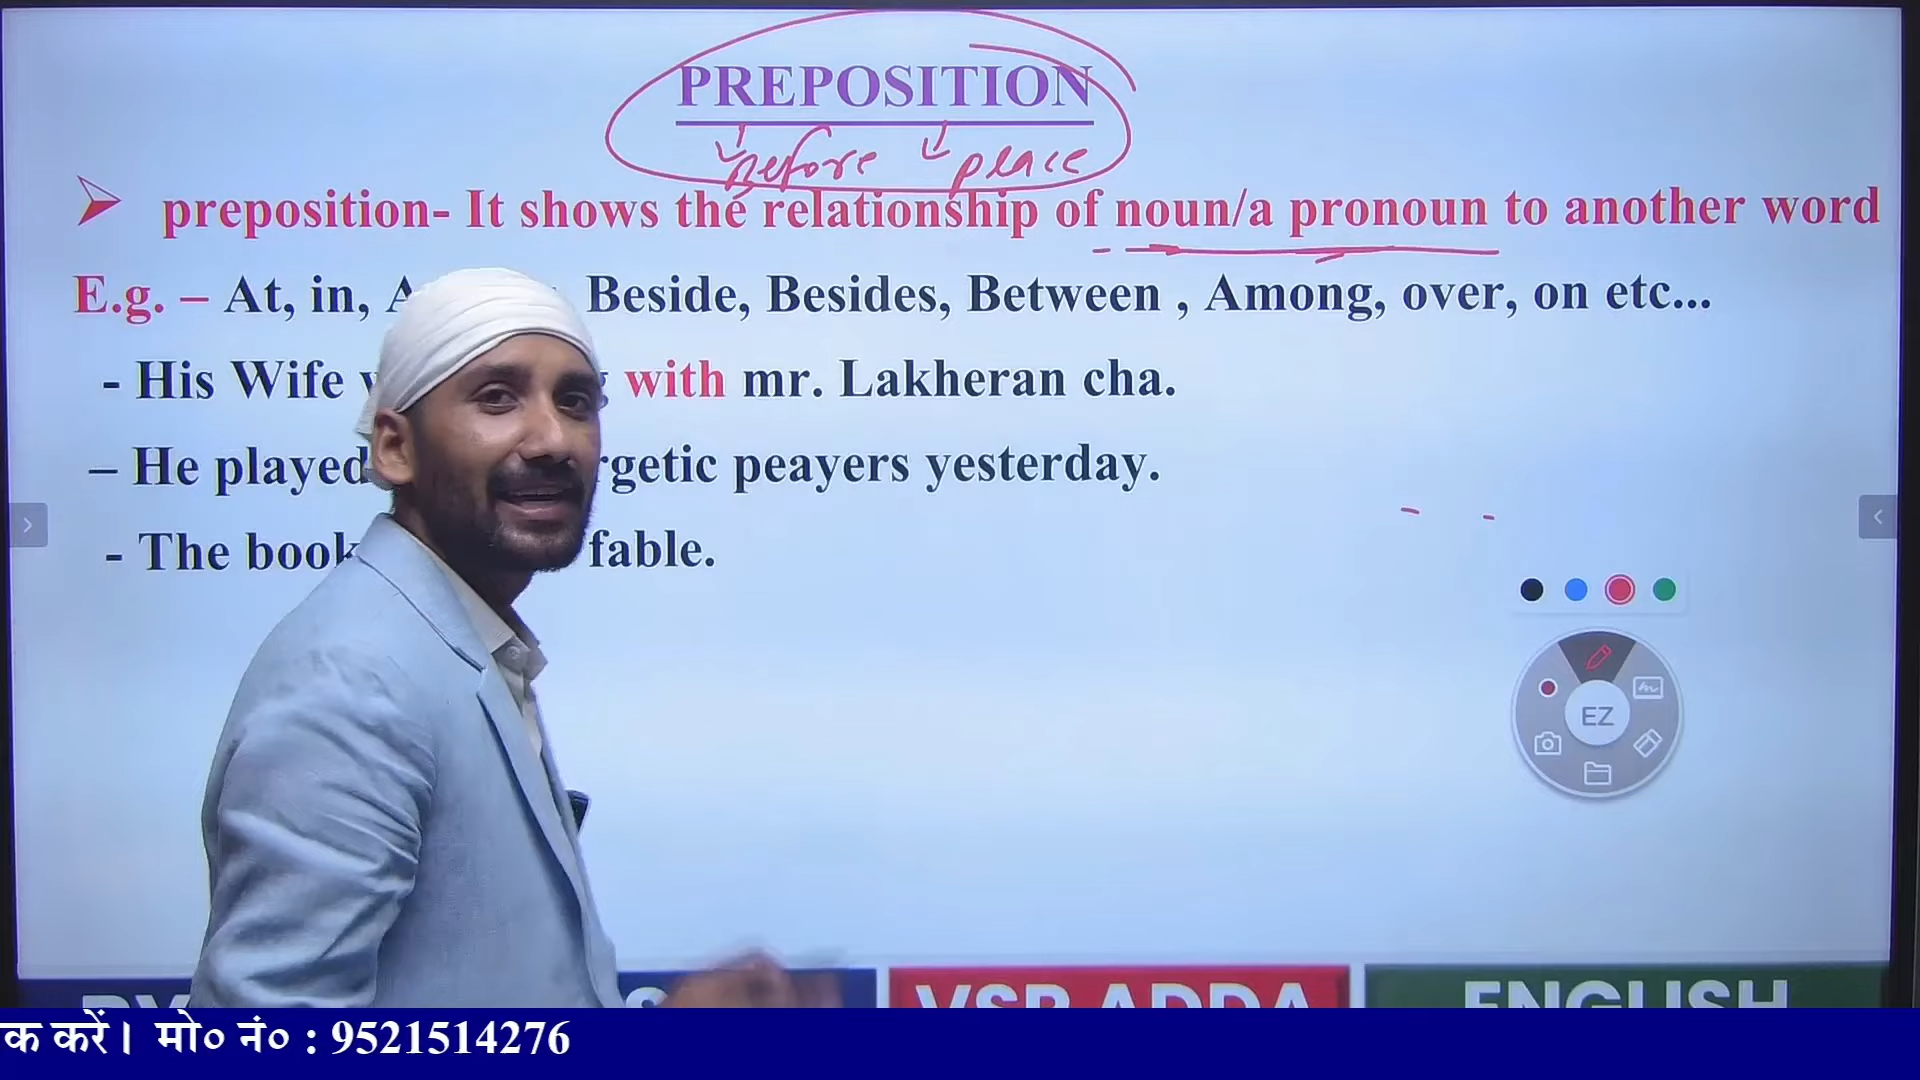 PREPOSITION
before place
preposition- It shows the relationship of noun/a pronoun to another word
E.g. – At, in, Beside, Besides, Between , Among, over, on etc...
- His Wife with mr. Lakheran cha.
– He played peayers yesterday.
- The book fable.
EZ
VSR ADDA ENGLISH
क करें। मो० नं० : 9521514276